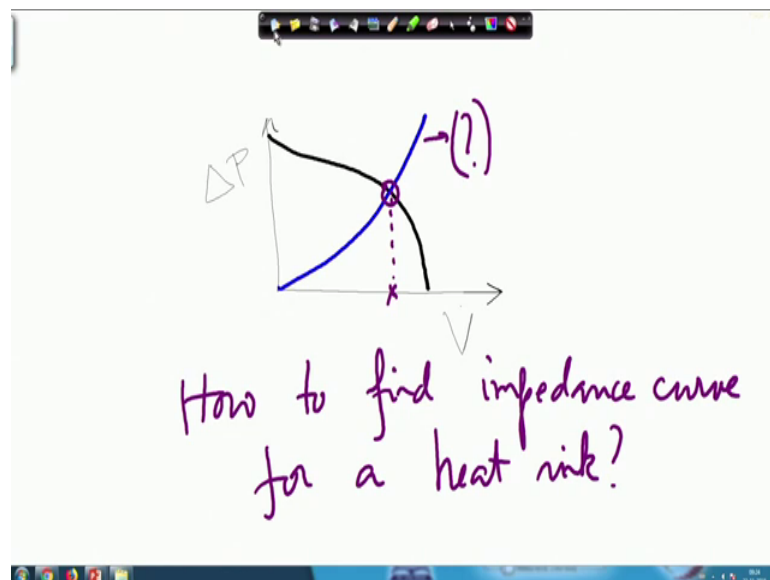 (?)
ΔP
V
How to find impedance curve
for a heat sink?